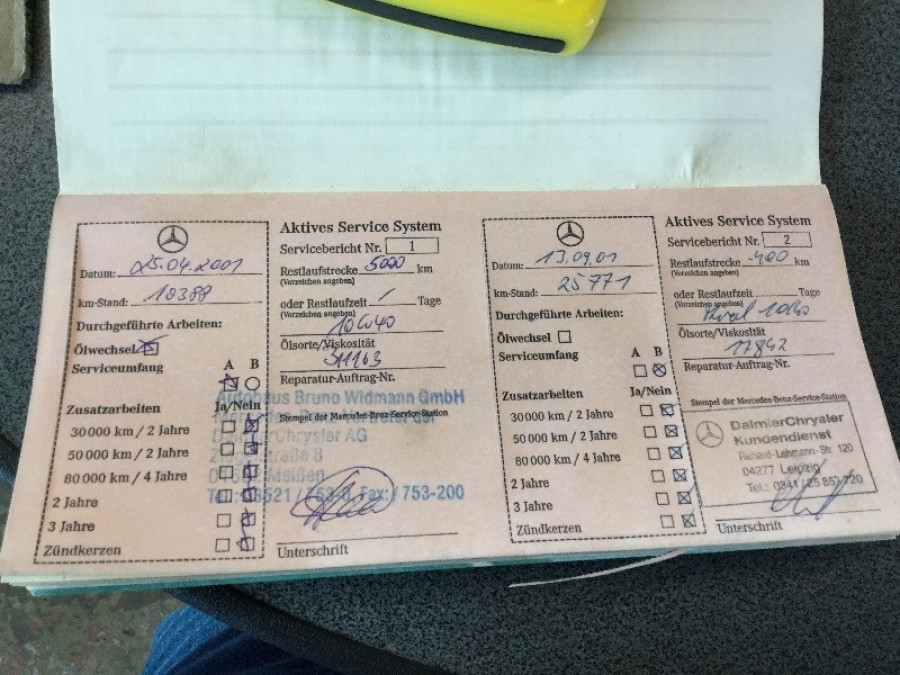 Aktives Service System
Servicebericht Nr. 1
Datum: 25.04.2001
Restlaufstrecke 5000 km
(Vorzeichen angeben)
km-Stand: 10388
oder Restlaufzeit / Tage
(Vorzeichen angeben)
Durchgeführte Arbeiten:
10W40
Ölwechsel
Ölsorte/Viskosität
Serviceumfang
A B
Reparatur-Auftrag-Nr.
Zusatzarbeiten
Ja/Nein
Stempel der Mercedes-Benz-Service-Station
Autohaus Bruno Widmann GmbH
DaimlerChrysler AG
30 000 km / 2 Jahre
50 000 km / 2 Jahre
80 000 km / 4 Jahre
2 Jahre
3 Jahre
Zündkerzen
Meißen
Fax: / 753-200
Unterschrift
Aktives Service System
Servicebericht Nr. 2
Datum: 13.09.01
Restlaufstrecke -400 km
(Vorzeichen angeben)
km-Stand: 25771
oder Restlaufzeit Tage
(Vorzeichen angeben)
Durchgeführte Arbeiten:
10W40
Ölwechsel
Ölsorte/Viskosität
Serviceumfang
A B
17842
Reparatur-Auftrag-Nr.
Zusatzarbeiten
Ja/Nein
Stempel der Mercedes-Benz-Service-Station
30 000 km / 2 Jahre
50 000 km / 2 Jahre
80 000 km / 4 Jahre
2 Jahre
3 Jahre
Zündkerzen
DaimlerChrysler
Kundendienst
Richard-Lehmann-Str. 120
04277 Leipzig
Tel.: 0341 / 25 857720
Unterschrift